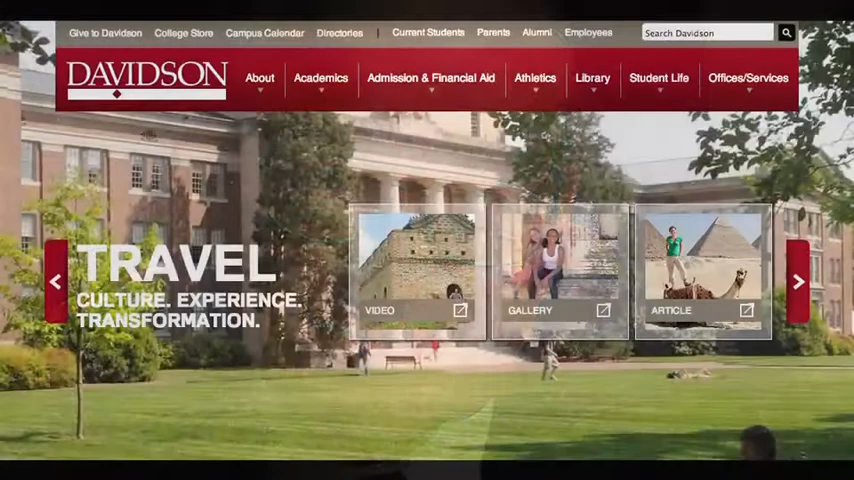 Give to Davidson College Store Campus Calendar Directories | Current Students Parents Alumni Employees Search Davidson
DAVIDSON
About Academics Admission & Financial Aid Athletics Library Student Life Offices/Services
TRAVEL
CULTURE. EXPERIENCE.
TRANSFORMATION.
VIDEO GALLERY ARTICLE